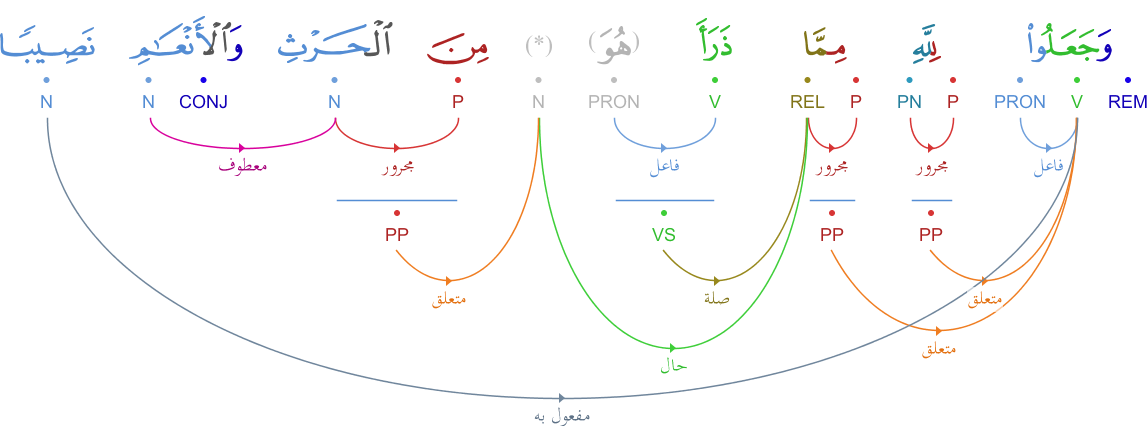 وَجَعَلُوا۟ لِلَّهِ مِمَّا ذَرَأَ (هُوَ) (*) مِنَ ٱلْحَرْثِ وَٱلْأَنْعَٰمِ نَصِيبًا
REM V PRON P PN P REL V PRON N P N CONJ N N
فاعل مجرور مجرور فاعل مجرور معطوف
PP PP VS PP
متعلق صلة متعلق
متعلق
حال
مفعول به